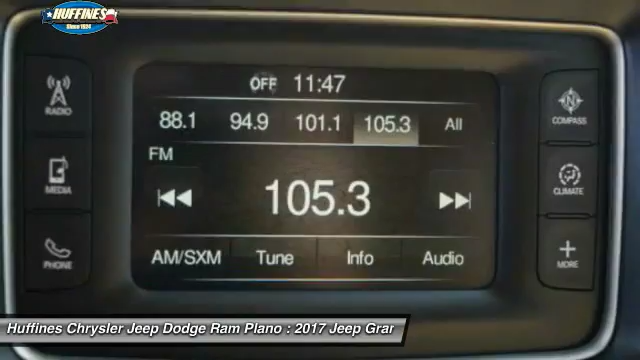 HUFFINES
Since 1924
OFF 11:47
88.1 94.9 101.1 105.3 All
FM
105.3
AM/SXM Tune Info Audio
RADIO
MEDIA
PHONE
N
COMPASS
CLIMATE
MORE
Huffines Chrysler Jeep Dodge Ram Plano : 2017 Jeep Gran